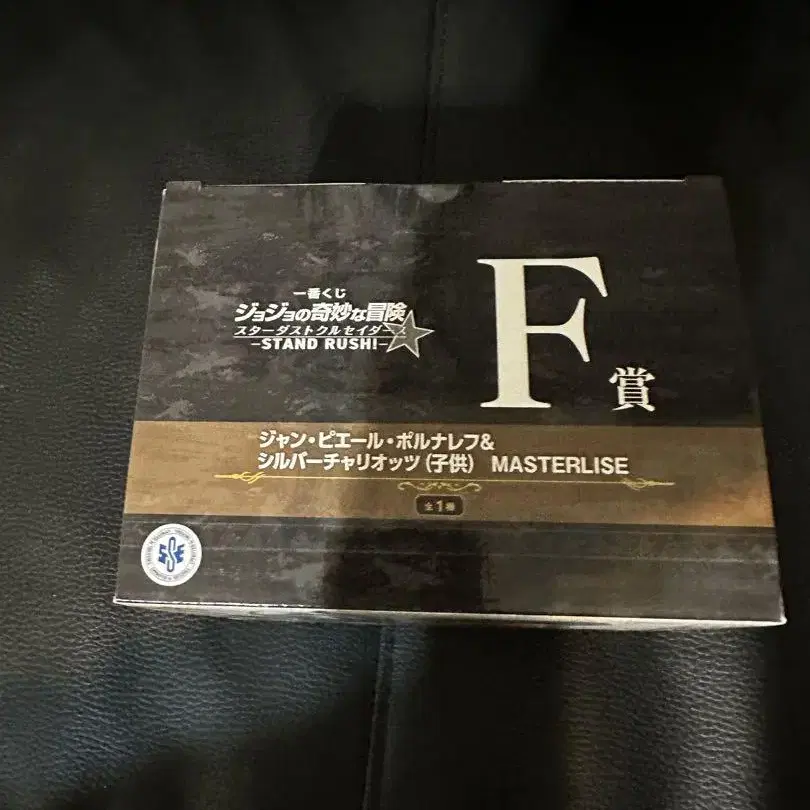 一番くじ
ジョジョの奇妙な冒険
スターダストクルセイダース
-STAND RUSH!-
F賞
ジャン・ピエール・ポルナレフ&
シルバーチャリオッツ(子供) MASTERLISE
全1種